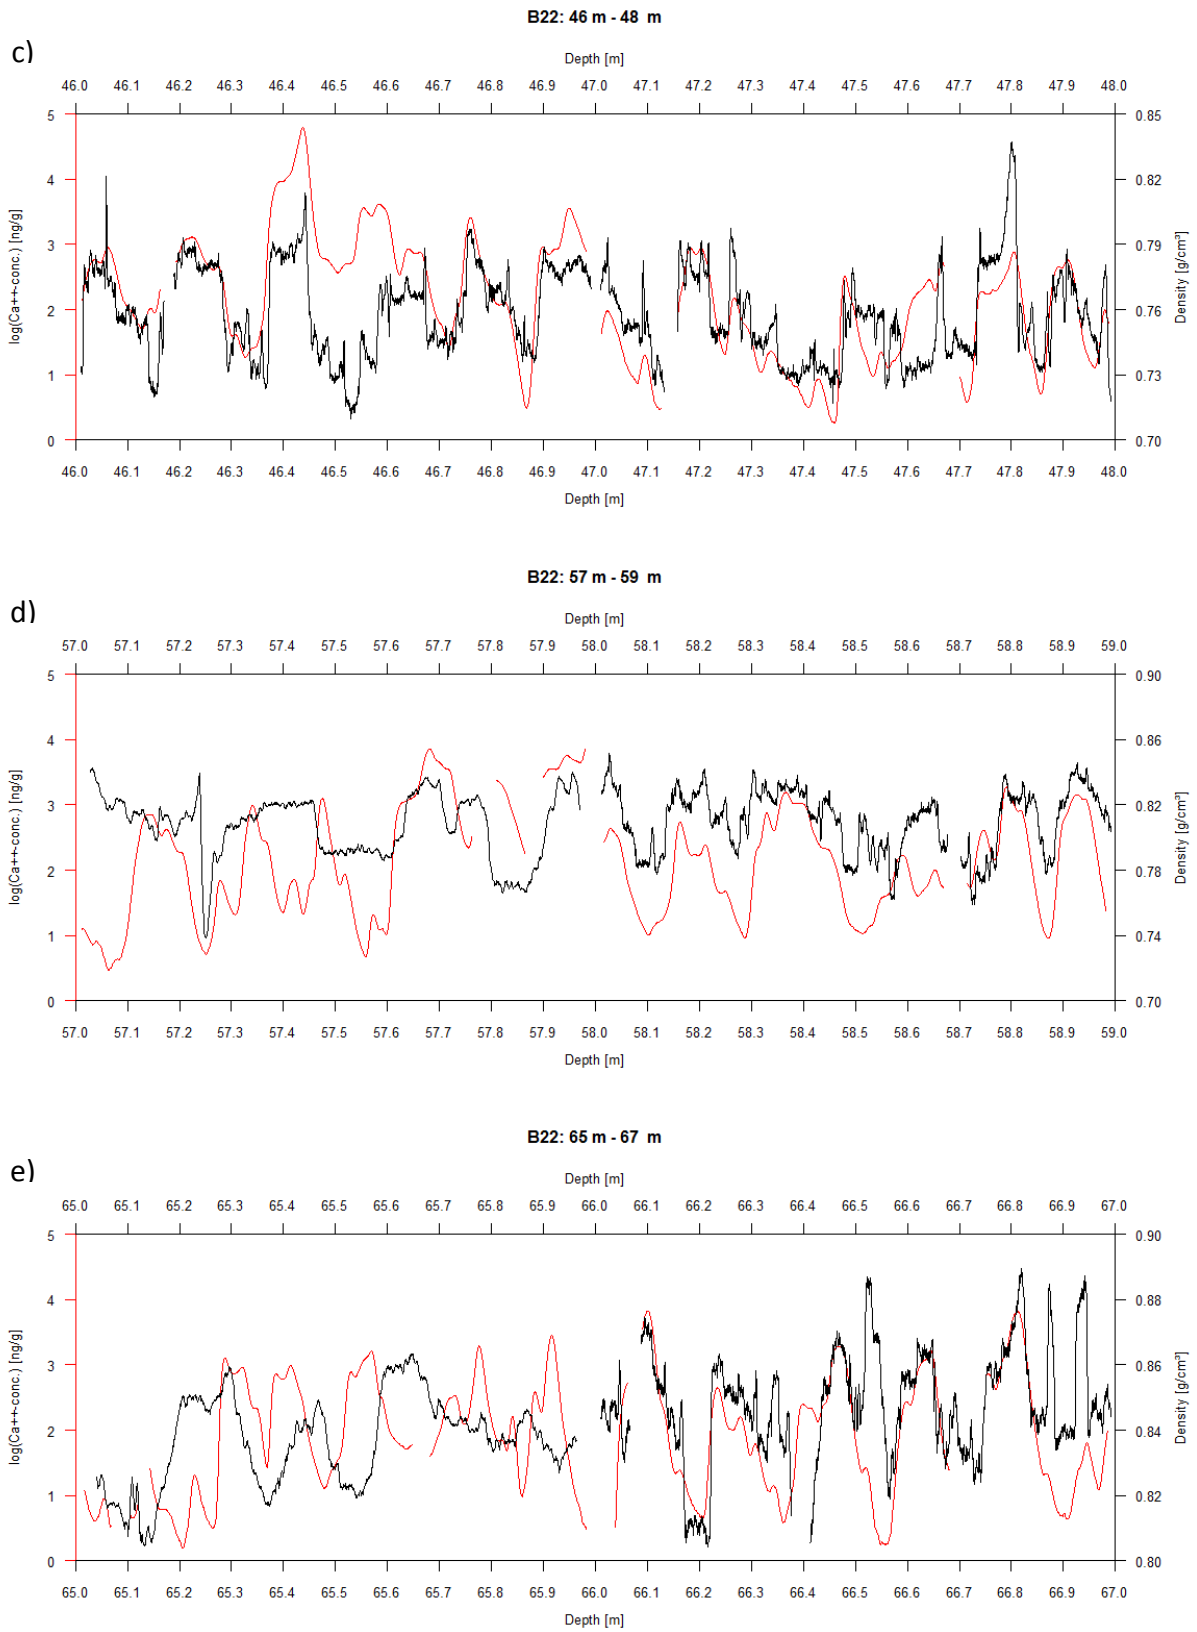 B22: 46 m - 48 m
c)
Depth [m]
46.0 46.1 46.2 46.3 46.4 46.5 46.6 46.7 46.8 46.9 47.0 47.1 47.2 47.3 47.4 47.5 47.6 47.7 47.8 47.9 48.0
5 0.85
4 0.82
3 0.79
2 0.76
1 0.73
0 0.70
log(Ca++-conc.) [ng/g]
Density [g/cm³]
46.0 46.1 46.2 46.3 46.4 46.5 46.6 46.7 46.8 46.9 47.0 47.1 47.2 47.3 47.4 47.5 47.6 47.7 47.8 47.9 48.0
Depth [m]
B22: 57 m - 59 m
d)
Depth [m]
57.0 57.1 57.2 57.3 57.4 57.5 57.6 57.7 57.8 57.9 58.0 58.1 58.2 58.3 58.4 58.5 58.6 58.7 58.8 58.9 59.0
5 0.90
4 0.86
3 0.82
2 0.78
1 0.74
0 0.70
log(Ca++-conc.) [ng/g]
Density [g/cm³]
57.0 57.1 57.2 57.3 57.4 57.5 57.6 57.7 57.8 57.9 58.0 58.1 58.2 58.3 58.4 58.5 58.6 58.7 58.8 58.9 59.0
Depth [m]
B22: 65 m - 67 m
e)
Depth [m]
65.0 65.1 65.2 65.3 65.4 65.5 65.6 65.7 65.8 65.9 66.0 66.1 66.2 66.3 66.4 66.5 66.6 66.7 66.8 66.9 67.0
5 0.90
4 0.88
3 0.86
2 0.84
1 0.82
0 0.80
log(Ca++-conc.) [ng/g]
Density [g/cm³]
65.0 65.1 65.2 65.3 65.4 65.5 65.6 65.7 65.8 65.9 66.0 66.1 66.2 66.3 66.4 66.5 66.6 66.7 66.8 66.9 67.0
Depth [m]